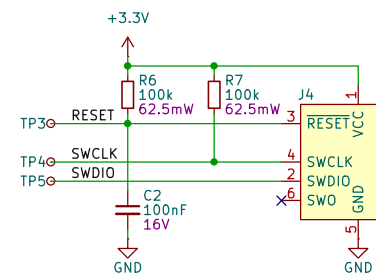 +3.3V
R6
100k
62.5mW
R7
100k
62.5mW
J4
1
VCC
TP3
RESET
3
RESET
TP4
SWCLK
4
SWCLK
TP5
SWDIO
2
SWDIO
6
SWO
C2
100nF
16V
GND
5
GND
GND